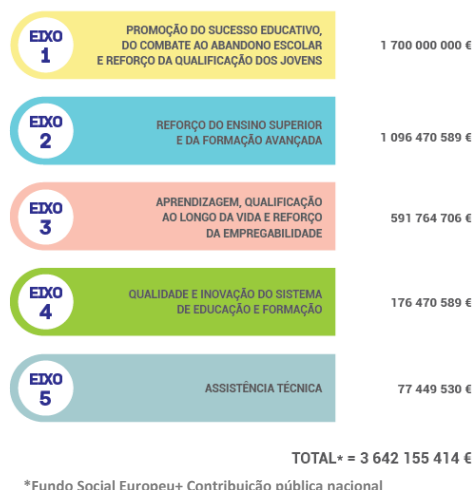 EIXO
1
PROMOÇÃO DO SUCESSO EDUCATIVO,
DO COMBATE AO ABANDONO ESCOLAR
E REFORÇO DA QUALIFICAÇÃO DOS JOVENS
1 700 000 000 €
EIXO
2
REFORÇO DO ENSINO SUPERIOR
E DA FORMAÇÃO AVANÇADA
1 096 470 589 €
EIXO
3
APRENDIZAGEM, QUALIFICAÇÃO
AO LONGO DA VIDA E REFORÇO
DA EMPREGABILIDADE
591 764 706 €
EIXO
4
QUALIDADE E INOVAÇÃO DO SISTEMA
DE EDUCAÇÃO E FORMAÇÃO
176 470 589 €
EIXO
5
ASSISTÊNCIA TÉCNICA
77 449 530 €
TOTAL* = 3 642 155 414 €
*Fundo Social Europeu+ Contribuição pública nacional